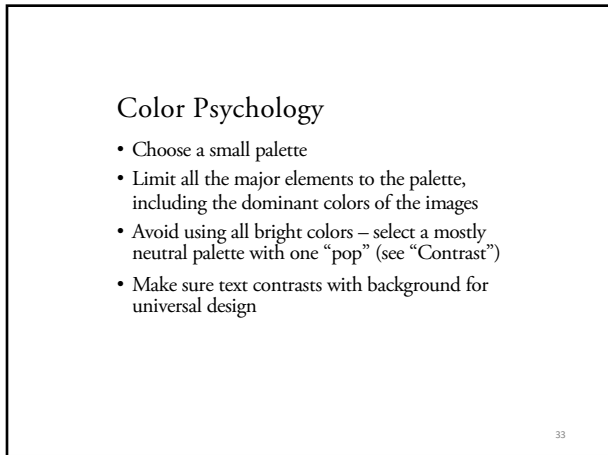 Color Psychology
• Choose a small palette
• Limit all the major elements to the palette,
including the dominant colors of the images
• Avoid using all bright colors – select a mostly
neutral palette with one “pop” (see “Contrast”)
• Make sure text contrasts with background for
universal design
33